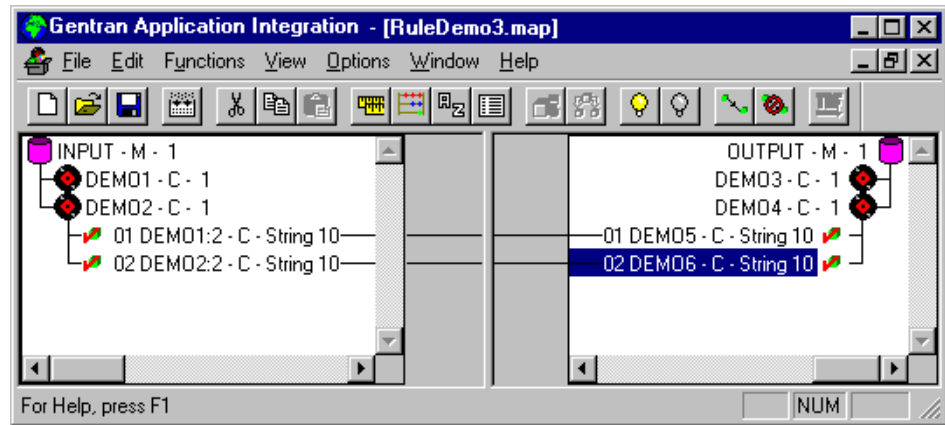 Gentran Application Integration - [RuleDemo3.map]
File Edit Functions View Options Window Help
INPUT - M - 1
DEMO1 - C - 1
DEMO2 - C - 1
01 DEMO1:2 - C - String 10
02 DEMO2:2 - C - String 10
OUTPUT - M - 1
DEMO3 - C - 1
DEMO4 - C - 1
01 DEMO5 - C - String 10
02 DEMO6 - C - String 10
For Help, press F1
NUM